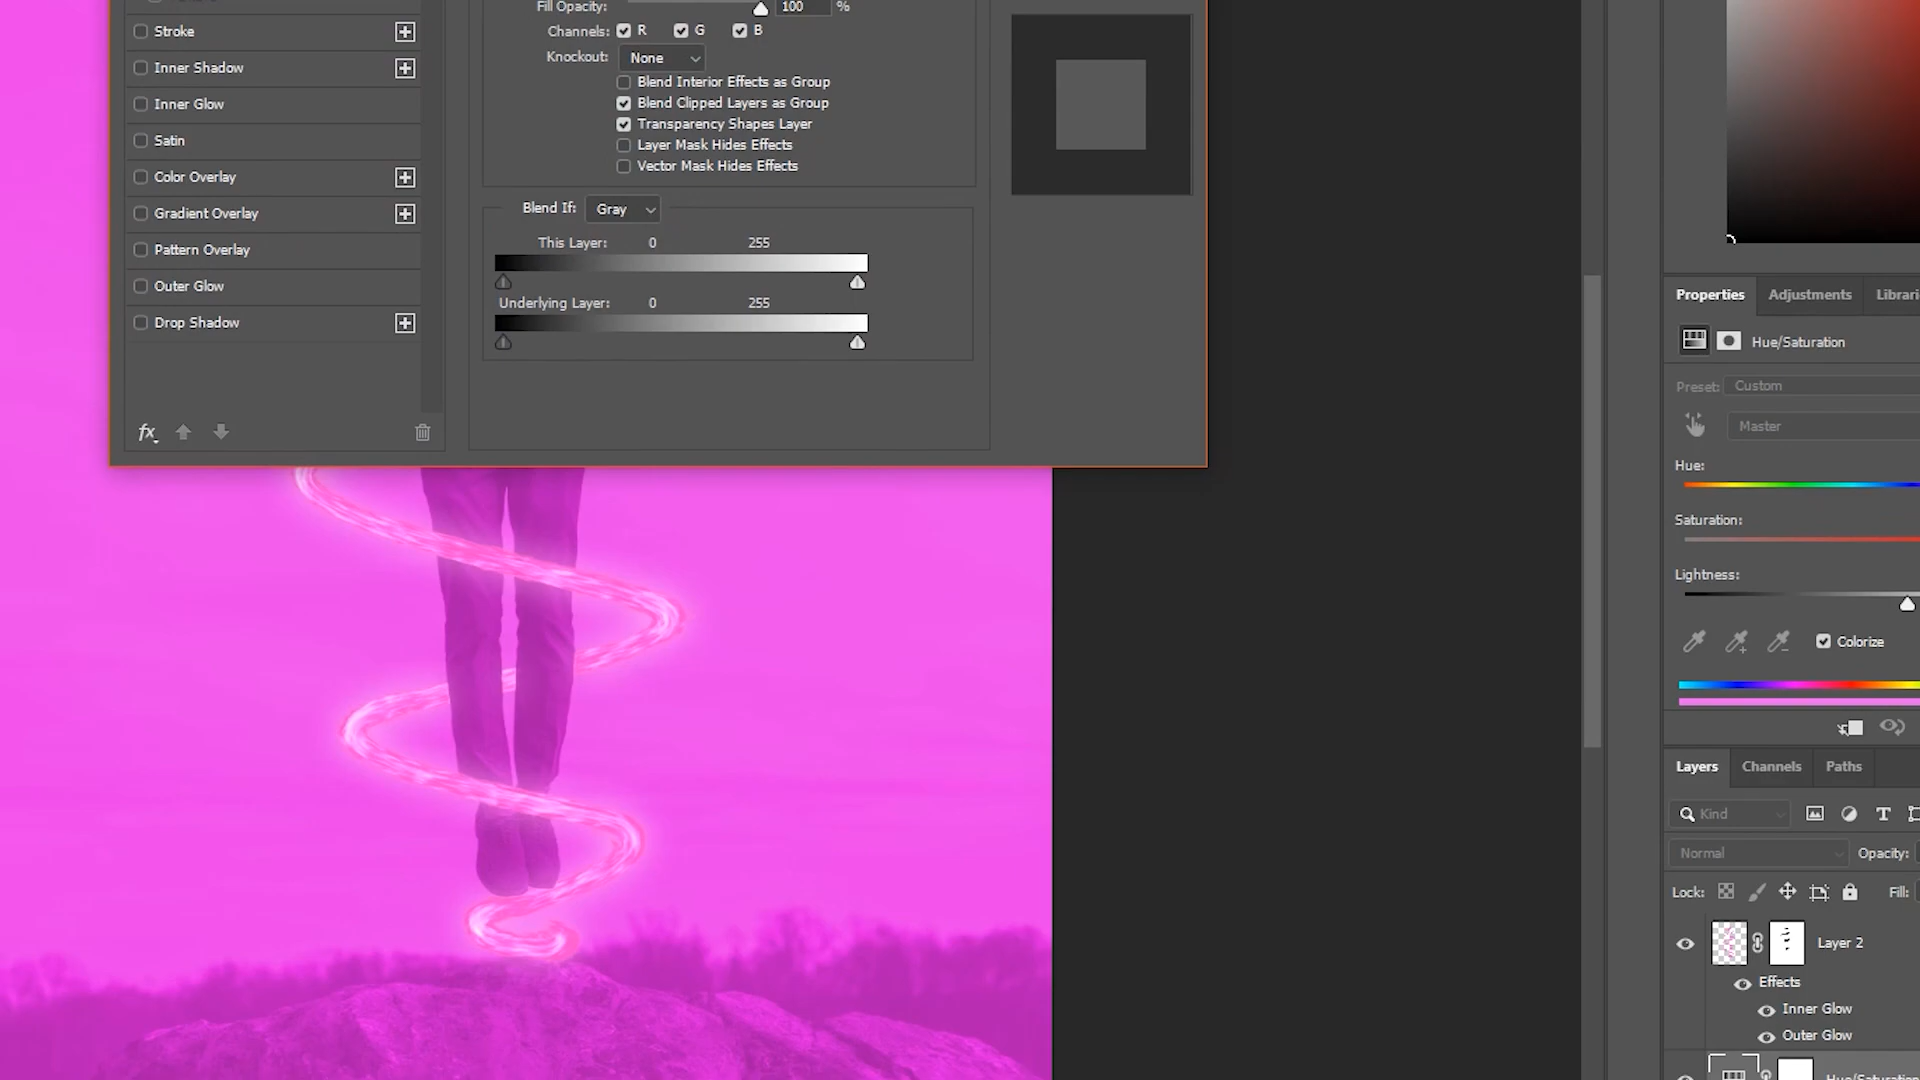 Fill Opacity: 100 %
Channels: R G B
Knockout: None
Blend Interior Effects as Group
Blend Clipped Layers as Group
Transparency Shapes Layer
Layer Mask Hides Effects
Vector Mask Hides Effects
Blend If: Gray
This Layer: 0 255
Underlying Layer: 0 255
Stroke
Inner Shadow
Inner Glow
Satin
Color Overlay
Gradient Overlay
Pattern Overlay
Outer Glow
Drop Shadow
fx
Properties Adjustments Librari
Hue/Saturation
Preset: Custom
Master
Hue:
Saturation:
Lightness:
Colorize
Layers Channels Paths
Kind
Normal Opacity:
Lock: Fill:
Layer 2
Effects
Inner Glow
Outer Glow